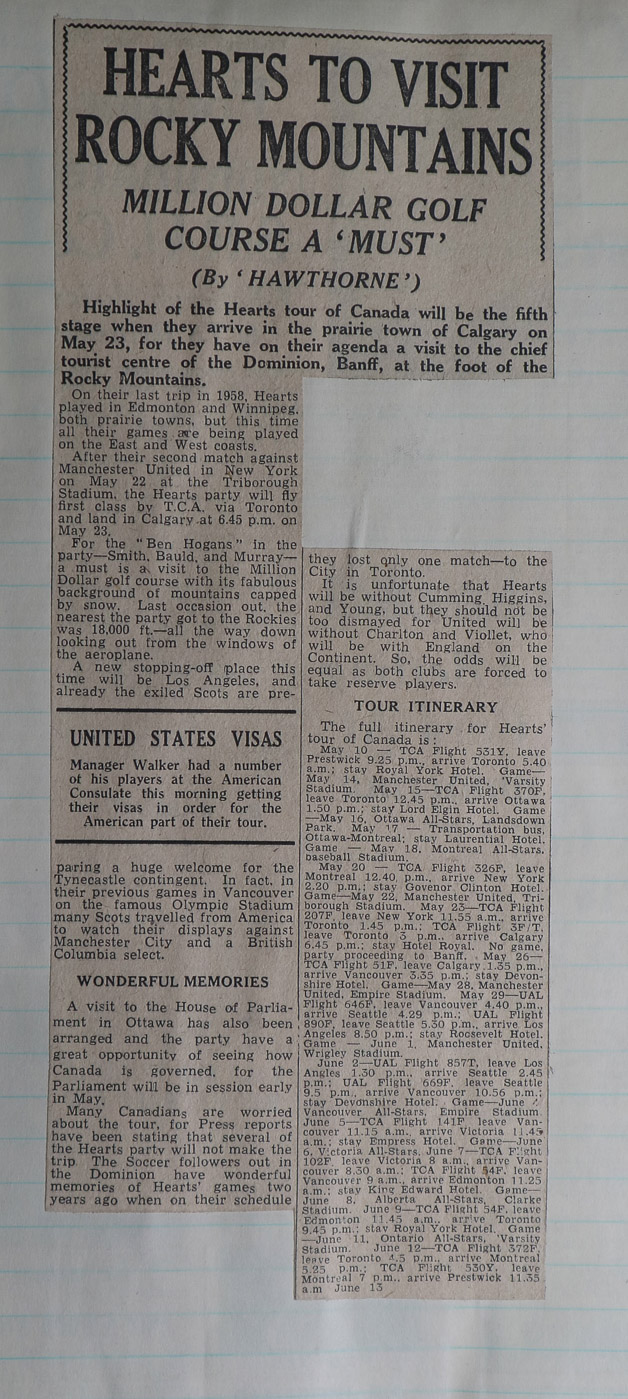 HEARTS TO VISIT
ROCKY MOUNTAINS
MILLION DOLLAR GOLF
COURSE A 'MUST'
(By 'HAWTHORNE')
Highlight of the Hearts tour of Canada will be the fifth
stage when they arrive in the prairie town of Calgary on
May 23, for they have on their agenda a visit to the chief
tourist centre of the Dominion, Banff, at the foot of the
Rocky Mountains.
On their last trip in 1958, Hearts
played in Edmonton and Winnipeg,
both prairie towns, but this time
all their games are being played
on the East and West coasts.
After their second match against
Manchester United in New York
on May 22 at the Triborough
Stadium, the Hearts party will fly
first class by T.C.A. via Toronto
and land in Calgary at 6.45 p.m. on
May 23.
For the "Ben Hogans" in the
party—Smith, Bauld, and Murray—
a must is a visit to the Million
Dollar golf course with its fabulous
background of mountains capped
by snow. Last occasion out, the
nearest the party got to the Rockies
was 18,000 ft.—all the way down
looking out from the windows of
the aeroplane.
A new stopping-off place this
time will be Los Angeles, and
already the exiled Scots are pre-
UNITED STATES VISAS
Manager Walker had a number
of his players at the American
Consulate this morning getting
their visas in order for the
American part of their tour.
paring a huge welcome for the
Tynecastle contingent. In fact, in
their previous games in Vancouver
on the famous Olympic Stadium
many Scots travelled from America
to watch their displays against
Manchester City and a British
Columbia select.
WONDERFUL MEMORIES
A visit to the House of Parlia-
ment in Ottawa has also been
arranged and the party have a
great opportunity of seeing how
Canada is governed, for the
Parliament will be in session early
in May.
Many Canadians are worried
about the tour, for Press reports
have been stating that several of
the Hearts party will not make the
trip. The Soccer followers out in
the Dominion have wonderful
memories of Hearts' games two
years ago when on their schedule
they lost only one match—to the
City in Toronto.
It is unfortunate that Hearts
will be without Cumming, Higgins,
and Young, but they should not be
too dismayed for United will be
without Charlton and Viollet, who
will be with England on the
Continent. So, the odds will be
equal as both clubs are forced to
take reserve players.
TOUR ITINERARY
The full itinerary for Hearts'
tour of Canada is:
May 10 — TCA Flight 531Y, leave
Prestwick 9.25 p.m., arrive Toronto 5.40
a.m.; stay Royal York Hotel. Game—
May 14, Manchester United, 'Varsity
Stadium. May 15—TCA Flight 370F,
leave Toronto 12.45 p.m., arrive Ottawa
1.50 p.m.; stay Lord Elgin Hotel. Game
—May 16, Ottawa All-Stars, Landsdown
Park. May 17 — Transportation bus,
Ottawa-Montreal; stay Laurential Hotel.
Game — May 18, Montreal All-Stars,
baseball Stadium.
May 20 — TCA Flight 326F, leave
Montreal 12.40 p.m., arrive New York
2.20 p.m.; stay Govenor Clinton Hotel.
Game—May 22, Manchester United, Tri-
borough Stadium. May 23—TCA Flight
207F, leave New York 11.55 a.m., arrive
Toronto 1.45 p.m.; TCA Flight 3F/T,
leave Toronto 3 p.m., arrive Calgary
6.45 p.m.; stay Hotel Royal. No game,
party proceeding to Banff. May 26—
TCA Flight 51F, leave Calgary 1.35 p.m.,
arrive Vancouver 3.35 p.m.; stay Devon-
shire Hotel. Game—May 28, Manchester
United, Empire Stadium. May 29—UAL
Flight 646F, leave Vancouver 4.40 p.m.,
arrive Seattle 4.29 p.m.; UAL Flight
890F, leave Seattle 5.30 p.m., arrive Los
Angeles 8.50 p.m.; stay Roosevelt Hotel.
Game — June 1, Manchester United,
Wrigley Stadium.
June 2—UAL Flight 857T, leave Los
Angles 1.30 p.m., arrive Seattle 2.45
p.m.; UAL Flight 669F, leave Seattle
9.5 p.m., arrive Vancouver 10.56 p.m.;
stay Devonshire Hotel. Game—June
Vancouver All-Stars, Empire Stadium.
June 5—TCA Flight 141F leave Van-
couver 11.15 a.m., arrive Victoria 11.45
a.m.; stay Empress Hotel. Game—June
6, Victoria All-Stars. June 7—TCA Flight
102F, leave Victoria 8 a.m., arrive Van-
couver 8.30 a.m.; TCA Flight 54F, leave
Vancouver 9 a.m., arrive Edmonton 11.25
a.m.; stay King Edward Hotel. Game—
June 8, Alberta All-Stars, Clarke
Stadium. June 9—TCA Flight 54F, leave
Edmonton 11.45 a.m., arrive Toronto
9.45 p.m.; stay Royal York Hotel. Game
—June 11, Ontario All-Stars, 'Varsity
Stadium. June 12—TCA Flight 372F,
leave Toronto 4.5 p.m., arrive Montreal
5.25 p.m.; TCA Flight 530Y, leave
Montreal 7 p.m., arrive Prestwick 11.35
a.m June 13